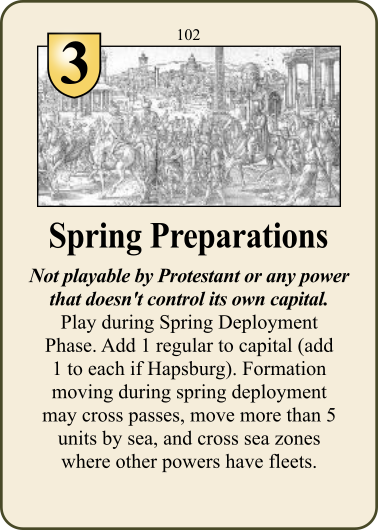 102
3
Spring Preparations
Not playable by Protestant or any power
that doesn't control its own capital.
Play during Spring Deployment
Phase. Add 1 regular to capital (add
1 to each if Hapsburg). Formation
moving during spring deployment
may cross passes, move more than 5
units by sea, and cross sea zones
where other powers have fleets.